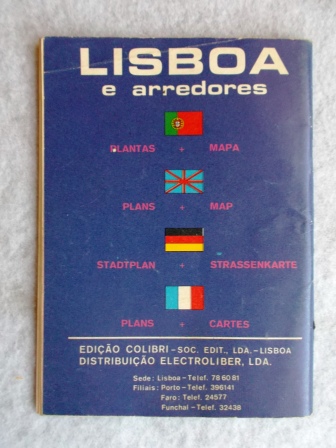 LISBOA
e arredores
PLANTAS + MAPA
PLANS + MAP
STADTPLAN + STRASSENKARTE
PLANS + CARTES
EDIÇÃO COLIBRI - SOC. EDIT., LDA. - LISBOA
DISTRIBUIÇÃO ELECTROLIBER, LDA.
Sede: Lisboa - Telef. 78 60 81
Filiais: Porto - Telef. 396141
Faro: Telef. 24577
Funchal - Telef. 32438